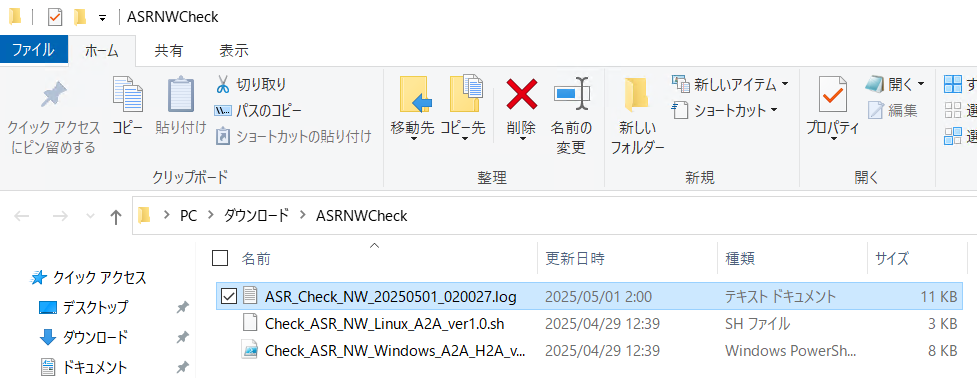 ASRNWCheck
ファイル ホーム 共有 表示
クイック アクセス
にピン留めする
コピー
貼り付け
切り取り
パスのコピー
ショートカットの貼り付け
クリップボード
移動先
コピー先
削除
名前の
変更
整理
新しい
フォルダー
新しいアイテム
ショートカット
新規
プロパティ
開く
編集
開く
す
選
選
PC ダウンロード ASRNWCheck
名前 更新日時 種類 サイズ
クイック アクセス
デスクトップ
ダウンロード
ドキュメント
ASR_Check_NW_20250501_020027.log 2025/05/01 2:00 テキスト ドキュメント 11 KB
Check_ASR_NW_Linux_A2A_ver1.0.sh 2025/04/29 12:39 SH ファイル 3 KB
Check_ASR_NW_Windows_A2A_H2A_v... 2025/04/29 12:39 Windows PowerSh... 8 KB